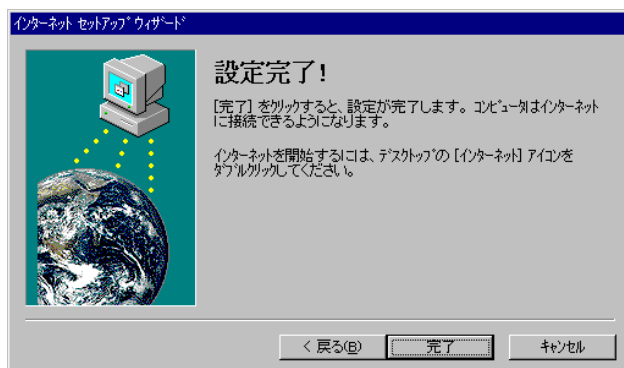 インターネット セットアップ ウィザード
設定完了!
[完了] をクリックすると、設定が完了します。コンピュータはインターネット
に接続できるようになります。
インターネットを開始するには、デスクトップの [インターネット] アイコンを
ダブルクリックしてください。
< 戻る(B)
完了
キャンセル